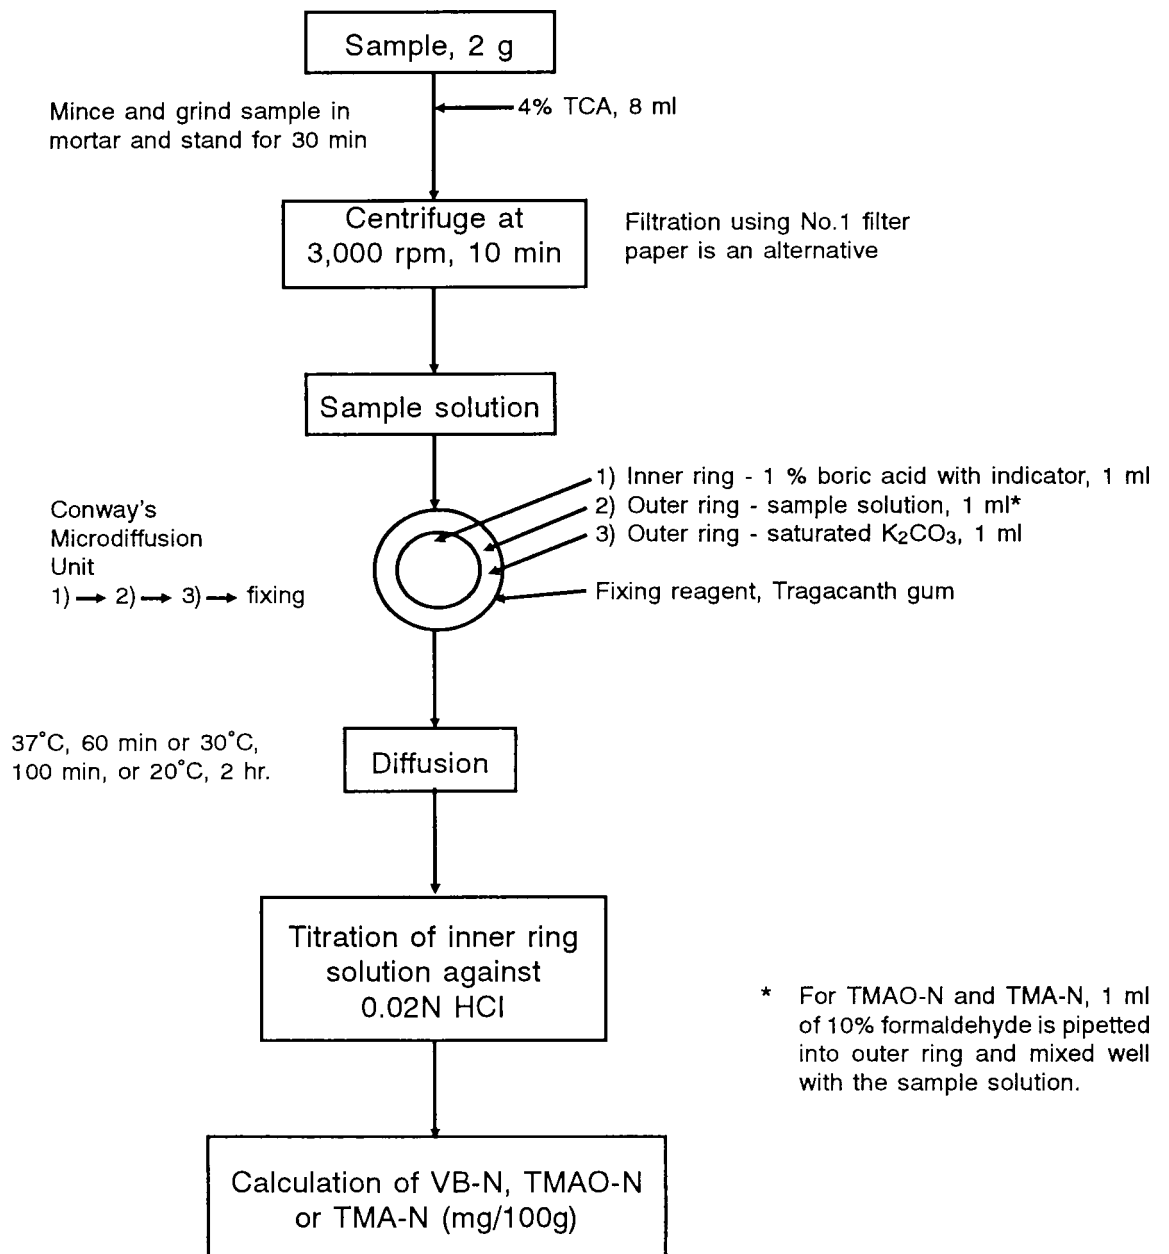 Sample, 2 g
Mince and grind sample in
mortar and stand for 30 min
4% TCA, 8 ml
Centrifuge at
3,000 rpm, 10 min
Filtration using No.1 filter
paper is an alternative
Sample solution
Conway's
Microdiffusion
Unit
1) → 2) → 3) → fixing
1) Inner ring - 1 % boric acid with indicator, 1 ml
2) Outer ring - sample solution, 1 ml*
3) Outer ring - saturated K₂CO₃, 1 ml
Fixing reagent, Tragacanth gum
37°C, 60 min or 30°C,
100 min, or 20°C, 2 hr.
Diffusion
Titration of inner ring
solution against
0.02N HCl
* For TMAO-N and TMA-N, 1 ml
of 10% formaldehyde is pipetted
into outer ring and mixed well
with the sample solution.
Calculation of VB-N, TMAO-N
or TMA-N (mg/100g)